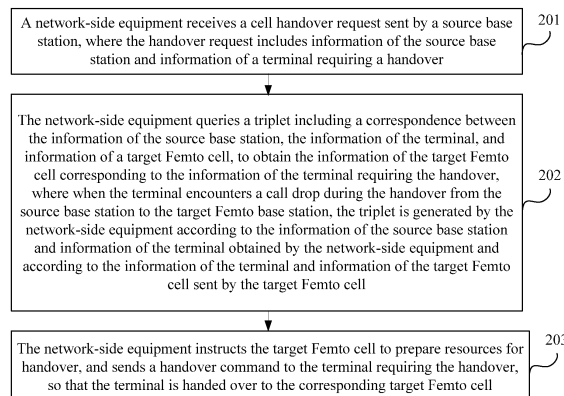 A network-side equipment receives a cell handover request sent by a source base
station, where the handover request includes information of the source base
station and information of a terminal requiring a handover
201
The network-side equipment queries a triplet including a correspondence between
the information of the source base station, the information of the terminal, and
information of a target Femto cell, to obtain the information of the target Femto
cell corresponding to the information of the terminal requiring the handover,
where when the terminal encounters a call drop during the handover from the
source base station to the target Femto base station, the triplet is generated by the
network-side equipment according to the information of the source base station
and information of the terminal obtained by the network-side equipment and
according to the information of the terminal and information of the target Femto
cell sent by the target Femto cell
202
The network-side equipment instructs the target Femto cell to prepare resources for
handover, and sends a handover command to the terminal requiring the handover,
so that the terminal is handed over to the corresponding target Femto cell
203